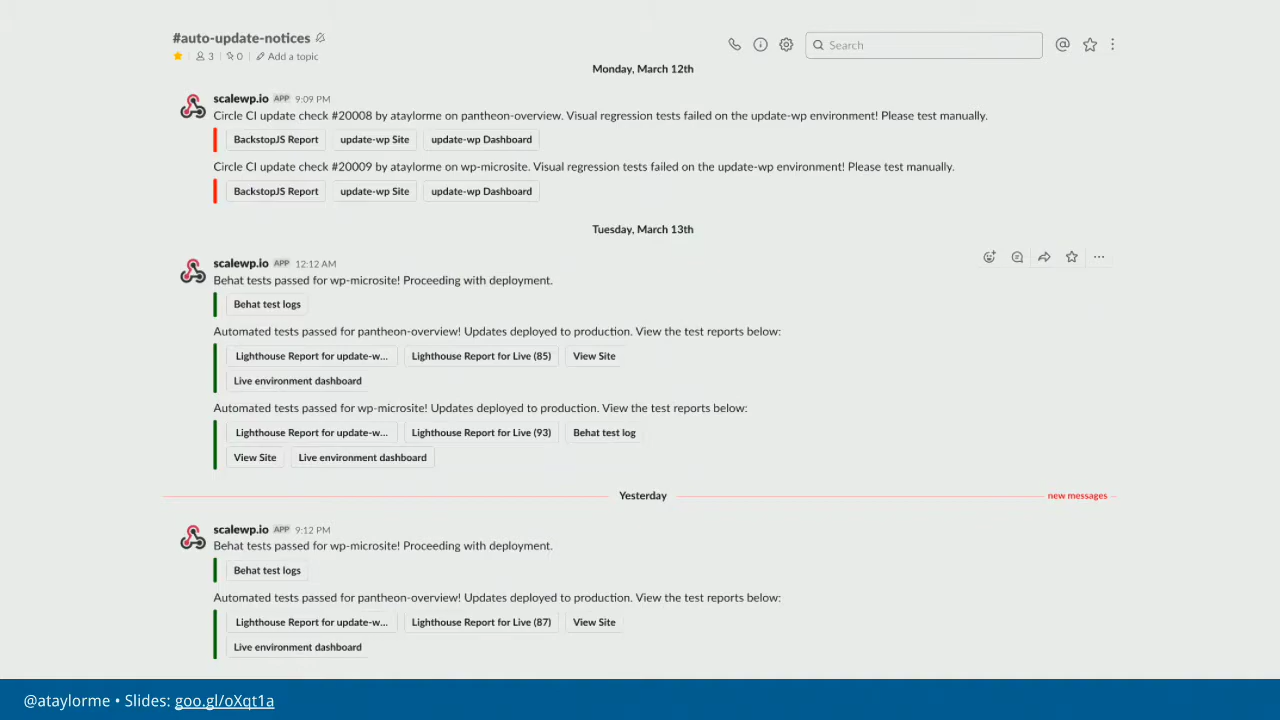 #auto-update-notices
3
0
Add a topic
Search
Monday, March 12th
scalewp.io APP 9:09 PM
Circle CI update check #20008 by ataylorme on pantheon-overview. Visual regression tests failed on the update-wp environment! Please test manually.
BackstopJS Report update-wp Site update-wp Dashboard
Circle CI update check #20009 by ataylorme on wp-microsite. Visual regression tests failed on the update-wp environment! Please test manually.
BackstopJS Report update-wp Site update-wp Dashboard
Tuesday, March 13th
scalewp.io APP 12:12 AM
Behat tests passed for wp-microsite! Proceeding with deployment.
Behat test logs
Automated tests passed for pantheon-overview! Updates deployed to production. View the test reports below:
Lighthouse Report for update-w... Lighthouse Report for Live (85) View Site
Live environment dashboard
Automated tests passed for wp-microsite! Updates deployed to production. View the test reports below:
Lighthouse Report for update-w... Lighthouse Report for Live (93) Behat test log
View Site Live environment dashboard
Yesterday new messages
scalewp.io APP 9:12 PM
Behat tests passed for wp-microsite! Proceeding with deployment.
Behat test logs
Automated tests passed for pantheon-overview! Updates deployed to production. View the test reports below:
Lighthouse Report for update-w... Lighthouse Report for Live (87) View Site
Live environment dashboard
@ataylorme • Slides: goo.gl/oXqt1a